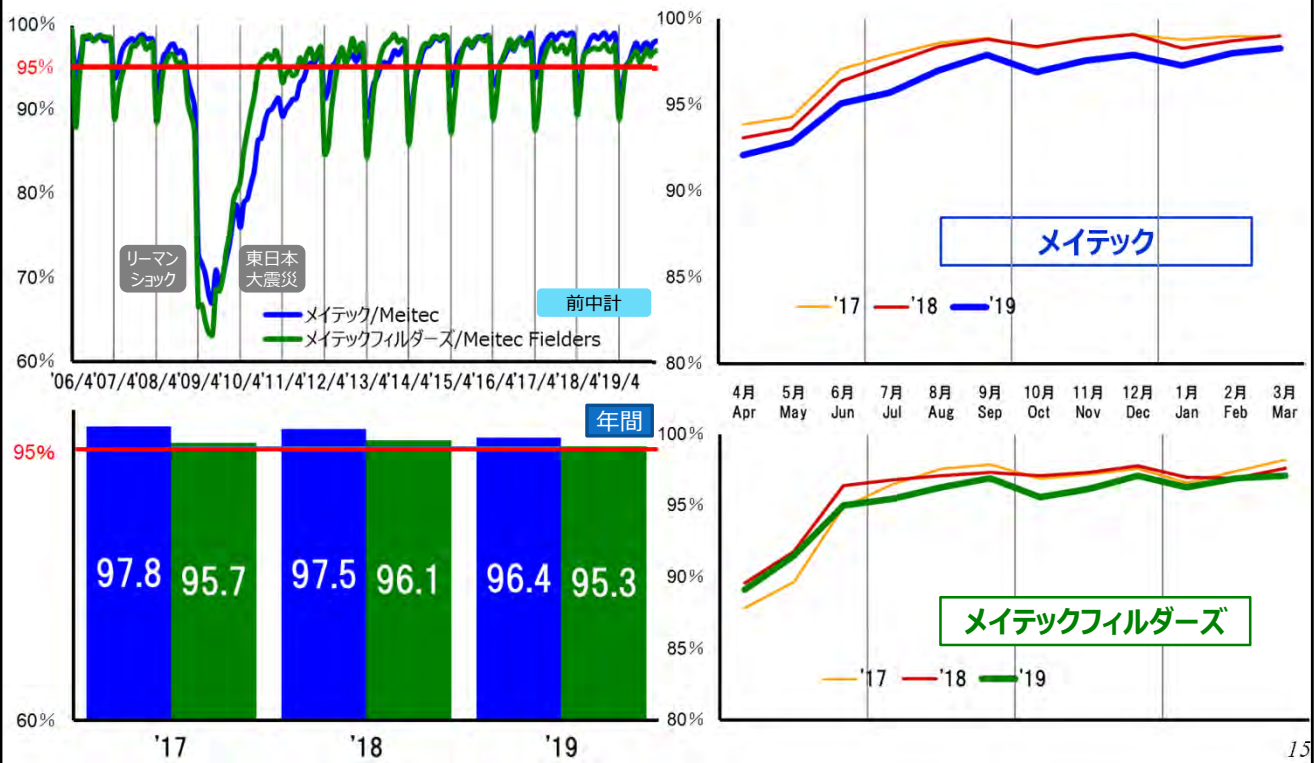 100%
95%
90%
80%
70%
60%
リーマン
ショック
東日本
大震災
前中計
メイテック/Meitec
メイテックフィルダーズ/Meitec Fielders
'06/4'07/4'08/4'09/4'10/4'11/4'12/4'13/4'14/4'15/4'16/4'17/4'18/4'19/4
100%
95%
90%
85%
80%
メイテック
'17 '18 '19
4月 5月 6月 7月 8月 9月 10月 11月 12月 1月 2月 3月
Apr May Jun Jul Aug Sep Oct Nov Dec Jan Feb Mar
年間
95%
60%
97.8 95.7 97.5 96.1 96.4 95.3
'17 '18 '19
100%
95%
90%
85%
80%
メイテックフィルダーズ
'17 '18 '19
15